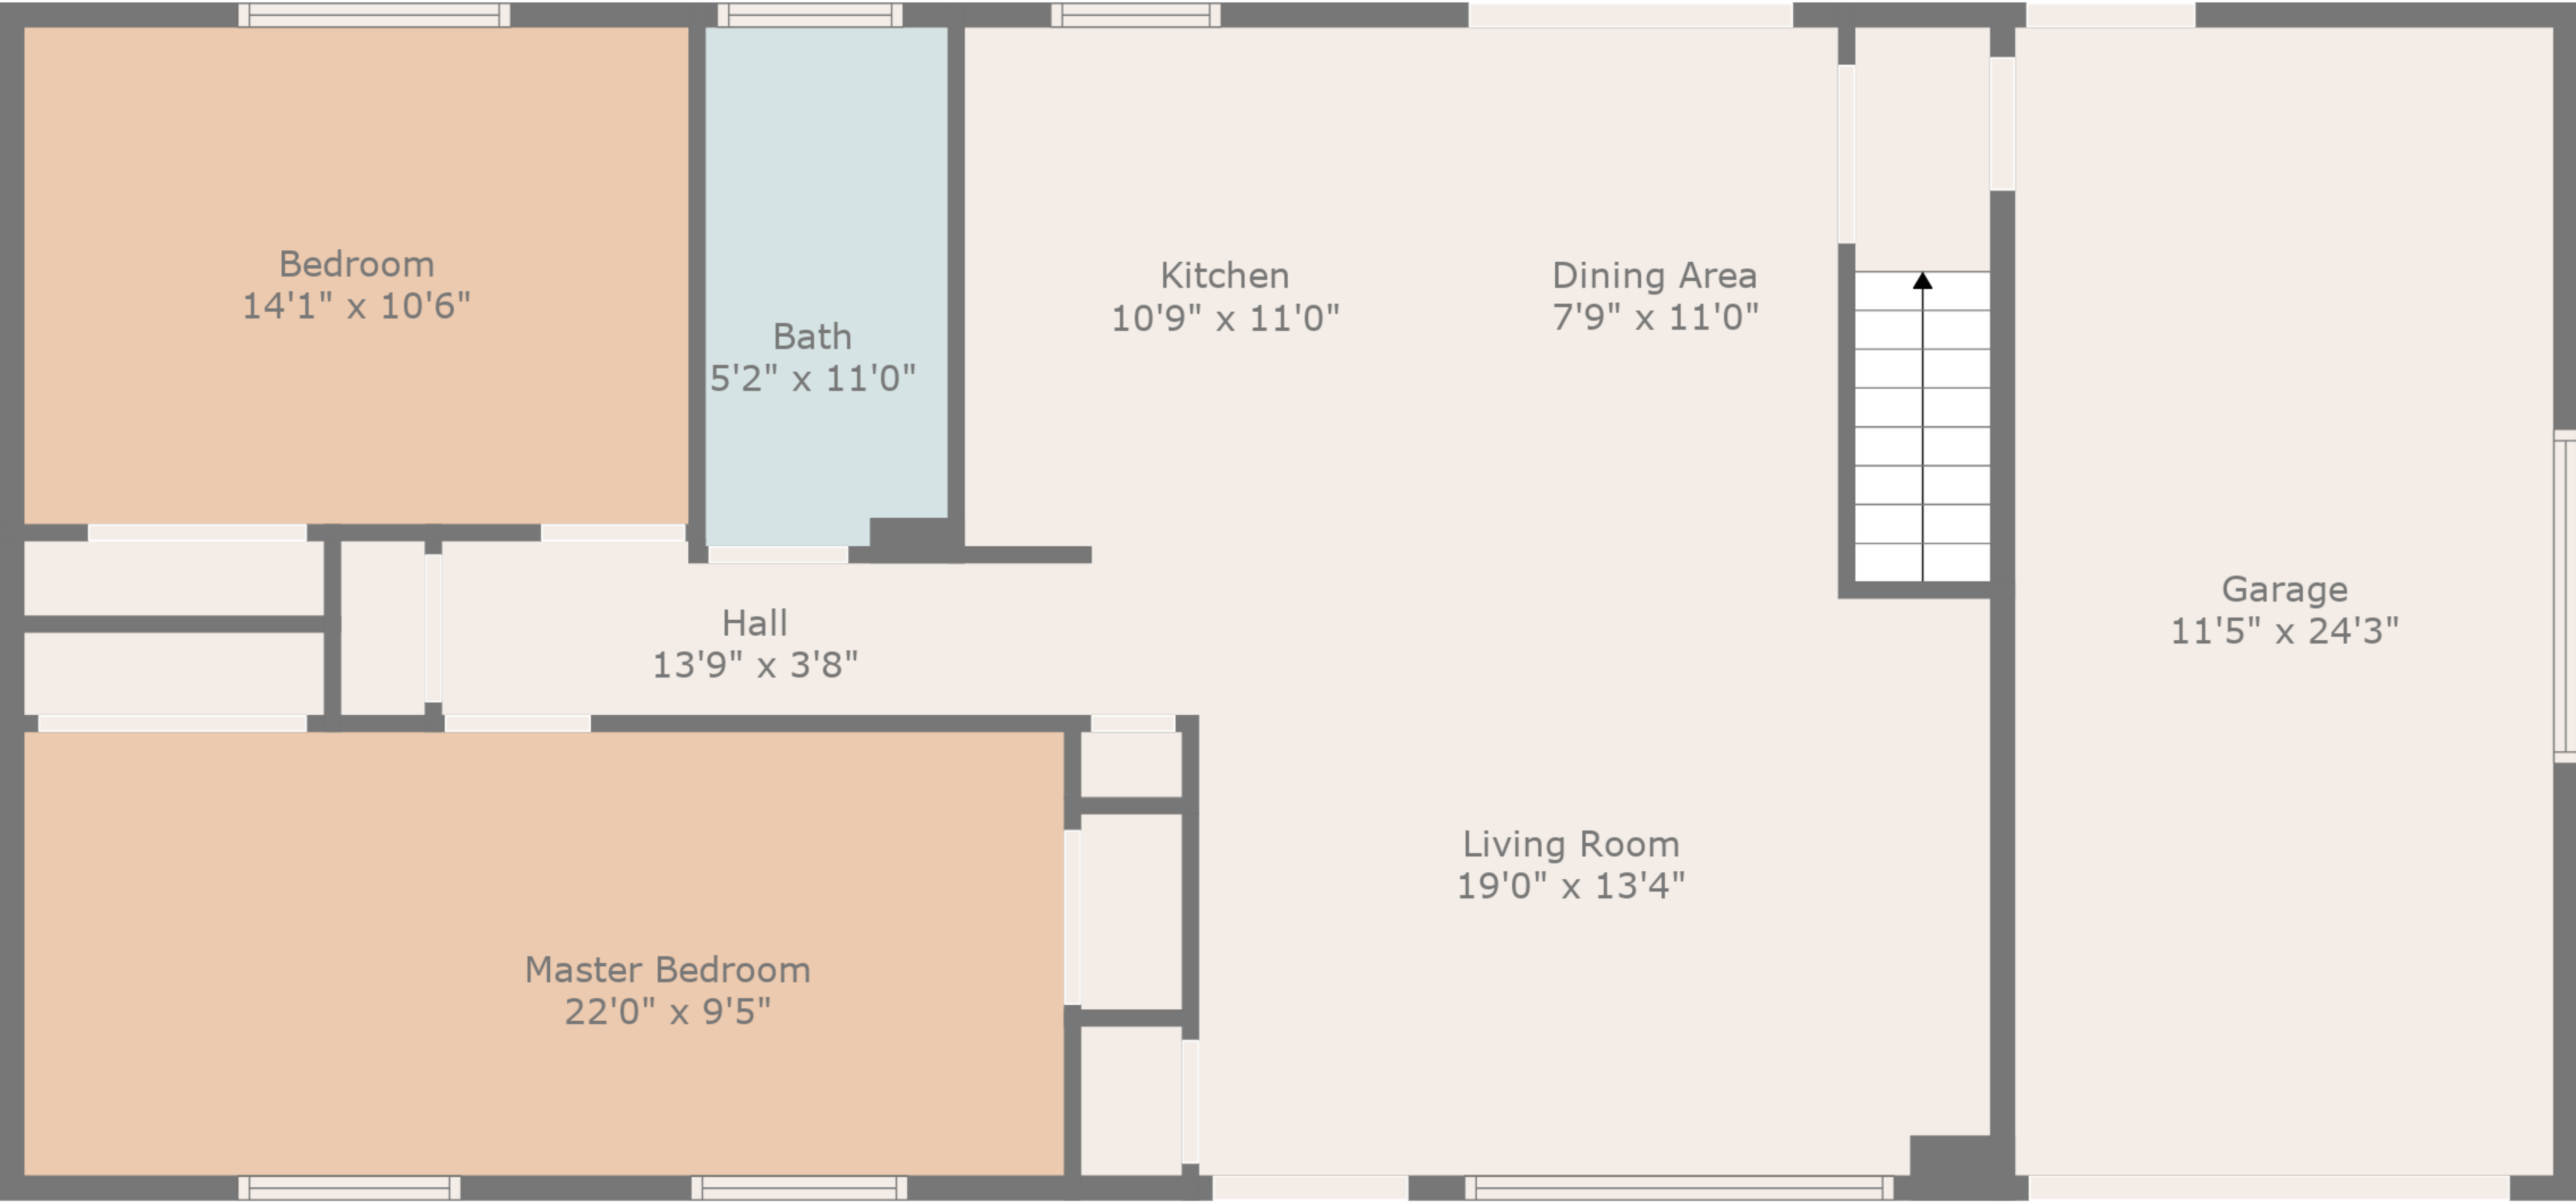 Bedroom
14'1" x 10'6"
Bath
5'2" x 11'0"
Kitchen
10'9" x 11'0"
Dining Area
7'9" x 11'0"
Hall
13'9" x 3'8"
Garage
11'5" x 24'3"
Living Room
19'0" x 13'4"
Master Bedroom
22'0" x 9'5"